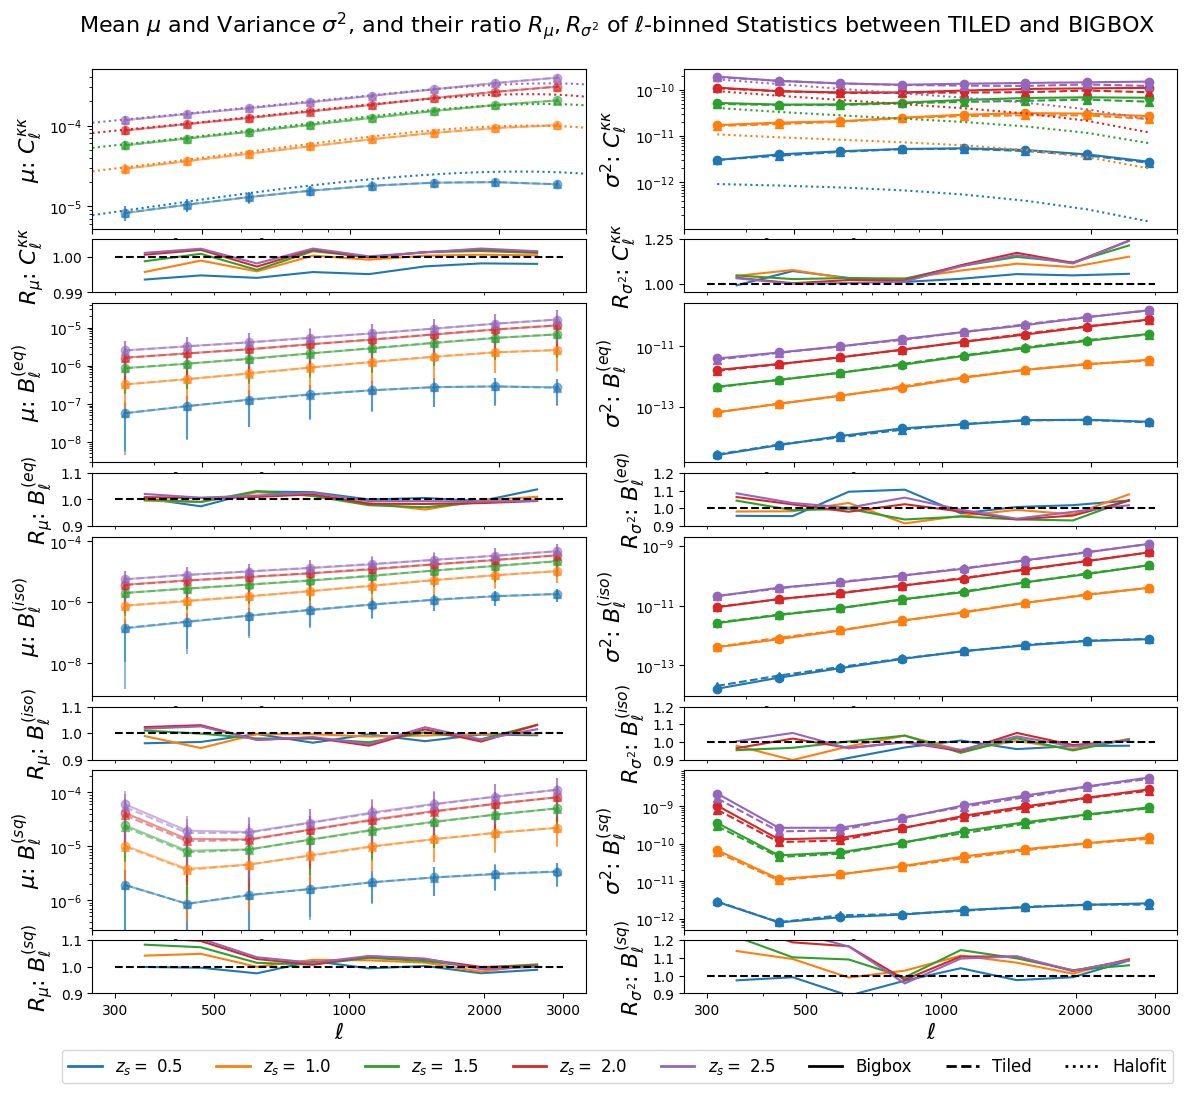 Mean μ and Variance σ², and their ratio R_μ, R_σ² of ℓ-binned Statistics between TILED and BIGBOX
μ: C_ℓ^κκ
10⁻⁴
10⁻⁵
σ²: C_ℓ^κκ
10⁻¹⁰
10⁻¹¹
10⁻¹²
R_μ: C_ℓ^κκ
1.00
0.99
R_σ²: C_ℓ^κκ
1.25
1.00
μ: B_ℓ^(eq)
10⁻⁵
10⁻⁶
10⁻⁷
10⁻⁸
σ²: B_ℓ^(eq)
10⁻¹¹
10⁻¹³
R_μ: B_ℓ^(eq)
1.1
1.0
0.9
R_σ²: B_ℓ^(eq)
1.2
1.1
1.0
0.9
μ: B_ℓ^(iso)
10⁻⁴
10⁻⁶
10⁻⁸
σ²: B_ℓ^(iso)
10⁻⁹
10⁻¹¹
10⁻¹³
R_μ: B_ℓ^(iso)
1.1
1.0
0.9
R_σ²: B_ℓ^(iso)
1.2
1.1
1.0
0.9
μ: B_ℓ^(sq)
10⁻⁴
10⁻⁵
10⁻⁶
σ²: B_ℓ^(sq)
10⁻⁹
10⁻¹⁰
10⁻¹¹
10⁻¹²
R_μ: B_ℓ^(sq)
1.1
1.0
0.9
R_σ²: B_ℓ^(sq)
1.2
1.1
1.0
0.9
300 500 1000 2000 3000
ℓ
300 500 1000 2000 3000
ℓ
z_s = 0.5 z_s = 1.0 z_s = 1.5 z_s = 2.0 z_s = 2.5 Bigbox Tiled Halofit